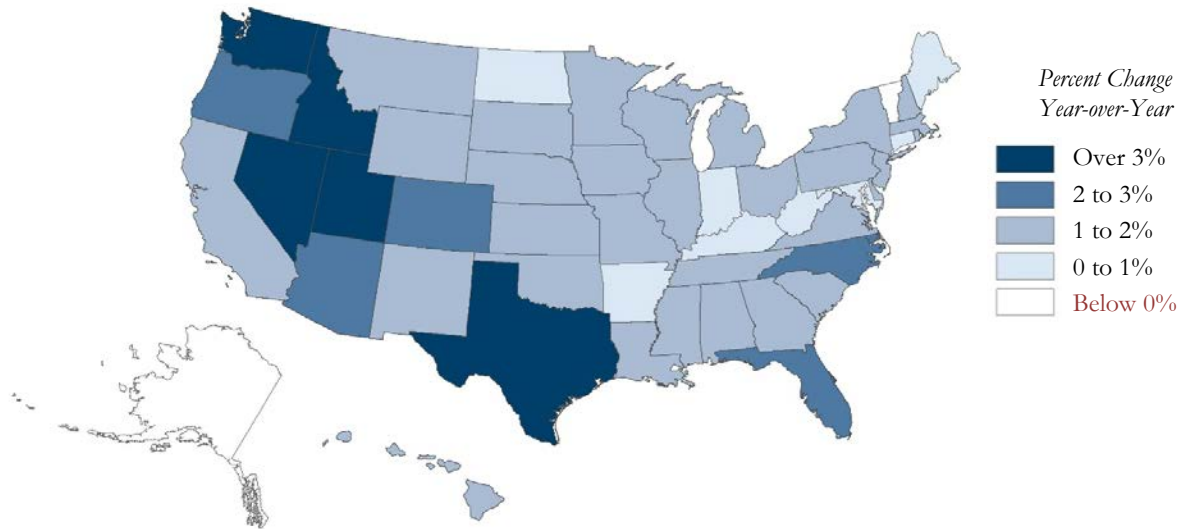 Percent Change
Year-over-Year
Over 3%
2 to 3%
1 to 2%
0 to 1%
Below 0%